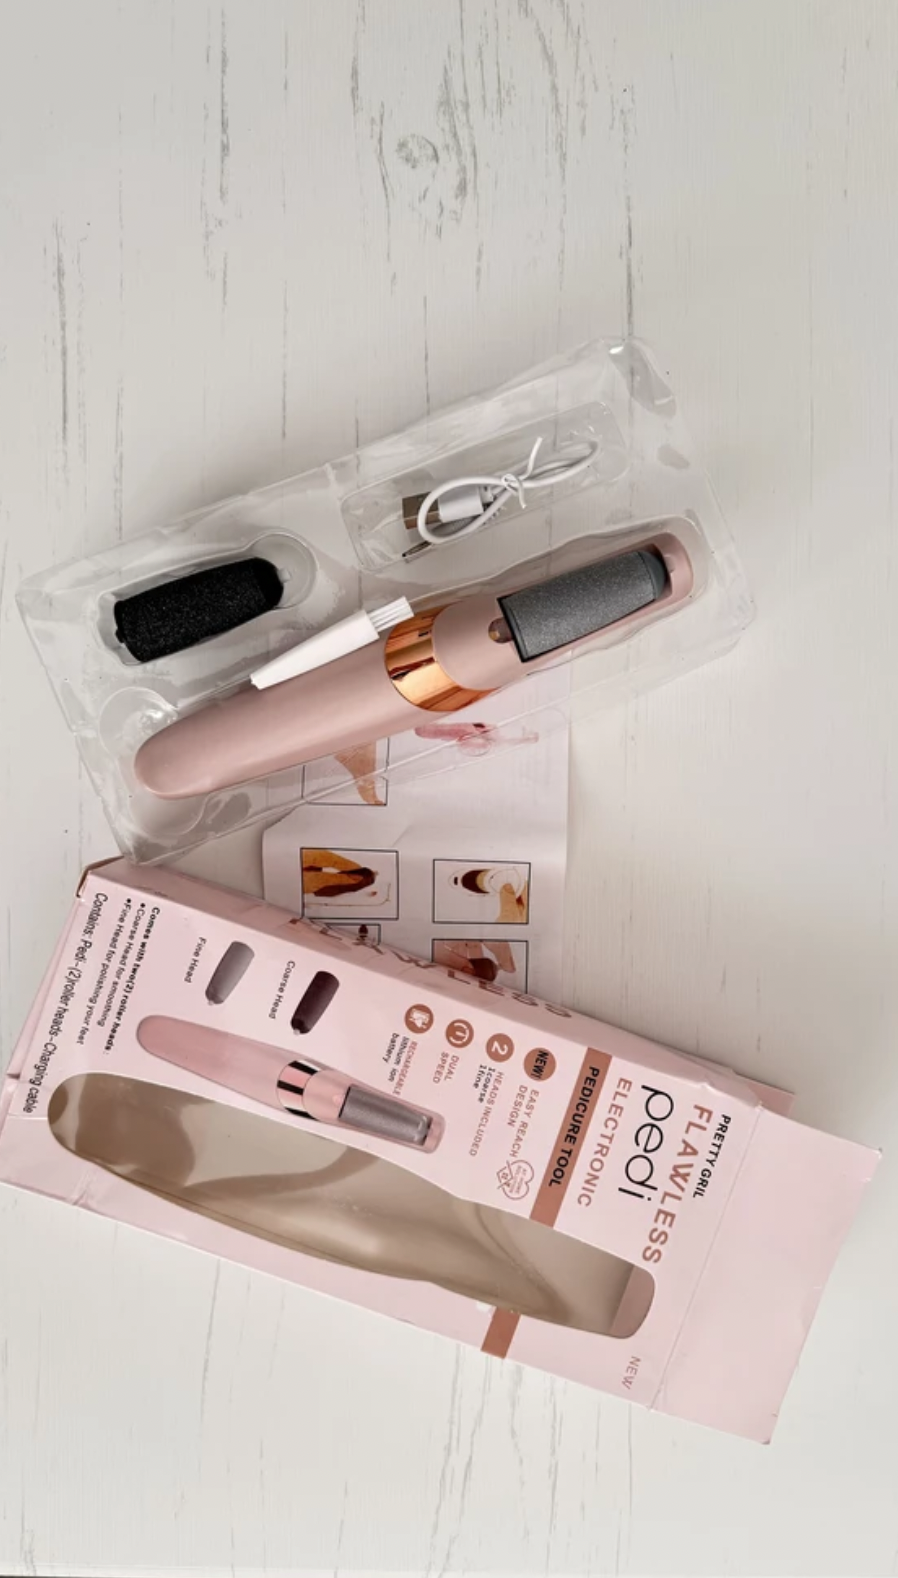 PRETTY GRIL
FLAWLESS
pedi
ELECTRONIC
PEDICURE TOOL
NEW!
EASY REACH
DESIGN
2
HEADS INCLUDED
1coarse
1fine
DUAL
SPEED
RECHARGEABLE
lithium ion
battery
Coarse Head
Fine Head
Comes with two(2) roller heads:
•Coarse Head for smoothing
•Fine Head for polishing your feet
Contains: Pedi-(2)roller heads-Charging cable
NEW